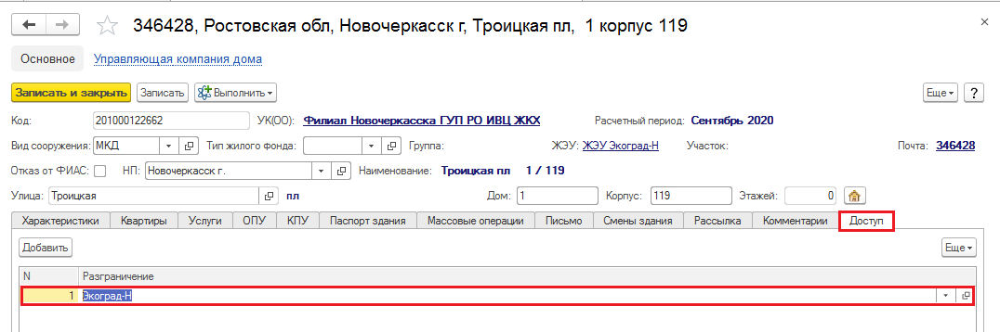 346428, Ростовская обл, Новочеркасск г, Троицкая пл, 1 корпус 119
Основное Управляющая компания дома
Записать и закрыть Записать Выполнить Еще ?
Код: 201000122662 УК(ОО): Филиал Новочеркасска ГУП РО ИВЦ ЖКХ Расчетный период: Сентябрь 2020
Вид сооружения: МКД Тип жилого фонда: Группа: ЖЭУ: ЖЭУ Экоград-Н Участок: Почта: 346428
Отказ от ФИАС: НП: Новочеркасск г. Наименование: Троицкая пл 1 / 119
Улица: Троицкая пл Дом: 1 Корпус: 119 Этажей: 0
Характеристики Квартиры Услуги ОПУ КПУ Паспорт здания Массовые операции Письмо Смены здания Рассылка Комментарии Доступ
Добавить Еще
N Разграничение
1 Экоград-Н